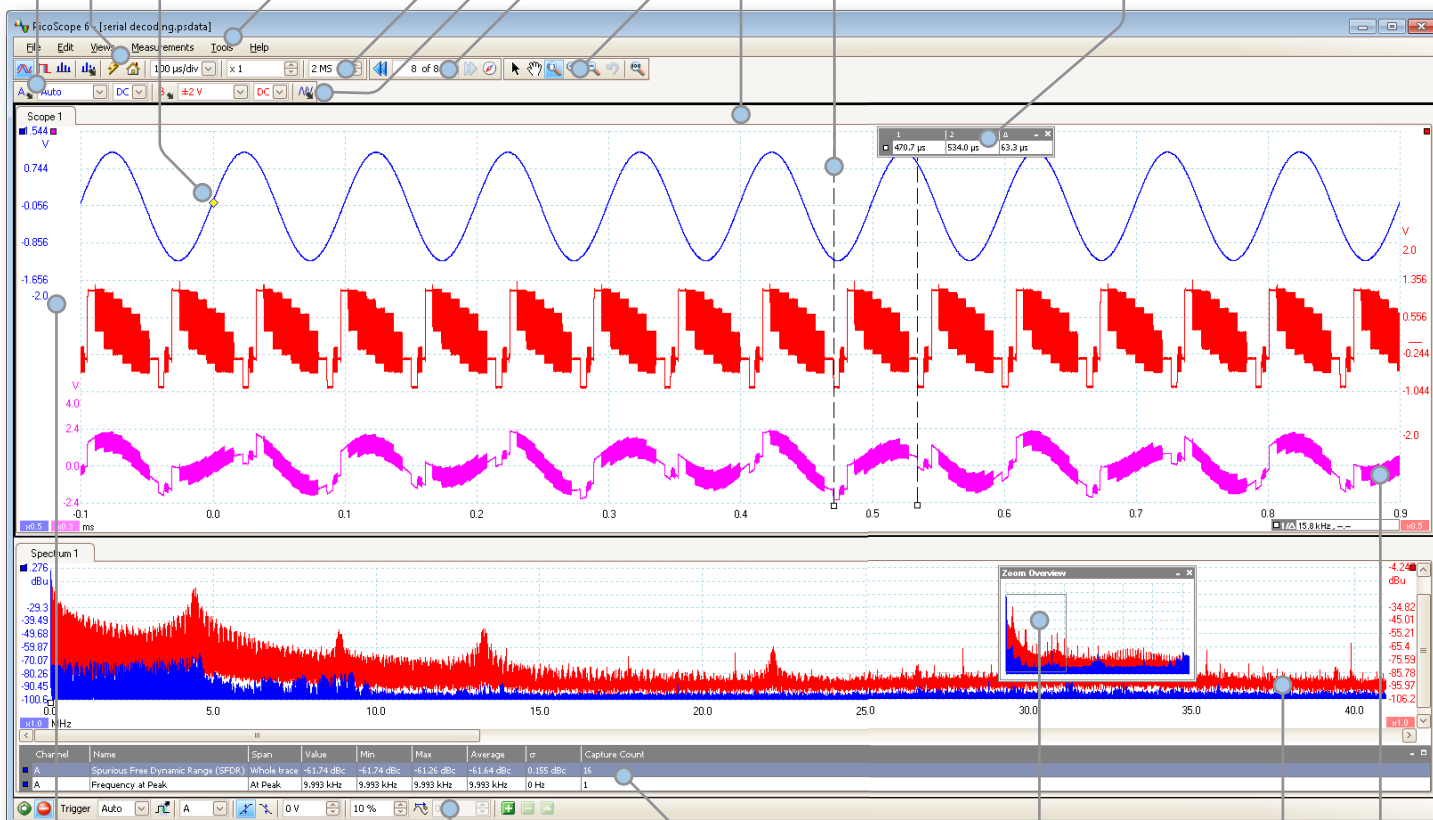 PicoScope 6 - [serial decoding.psdata]
File Edit Views Measurements Tools Help
100 µs/div x 1 2 MS 8 of 8
A Auto DC B ±2 V DC
Scope 1
1.544
V
0.744
-0.056
-0.856
-1.656
-2.0
V
4.0
2.4
0.0
-2.4
V
2.0
1.356
0.556
-0.244
-1.044
-2.0
1 2 Δ
470.7 µs 534.0 µs 63.3 µs
-0.1 0.0 0.1 0.2 0.3 0.4 0.5 0.6 0.7 0.8 0.9
x0.5 x0.3 ms
1/Δ 15.8 kHz , --.-- x0.5
Spectrum 1
1.276
dBu
-29.3
-39.49
-49.68
-59.87
-70.07
-80.26
-90.45
-100.6
Zoom Overview
dBu
-34.82
-45.01
-55.21
-65.4
-75.59
-85.78
-95.97
-106.2
0.0 5.0 10.0 15.0 20.0 25.0 30.0 35.0 40.0
x1.0 MHz x1.0
Channel Name Span Value Min Max Average σ Capture Count
A Spurious Free Dynamic Range (SFDR) Whole trace -61.74 dBc -61.74 dBc -61.26 dBc -61.64 dBc 0.155 dBc 16
A Frequency at Peak At Peak 9.993 kHz 9.993 kHz 9.993 kHz 9.993 kHz 0 Hz 1
Trigger Auto A 0 V 10 %